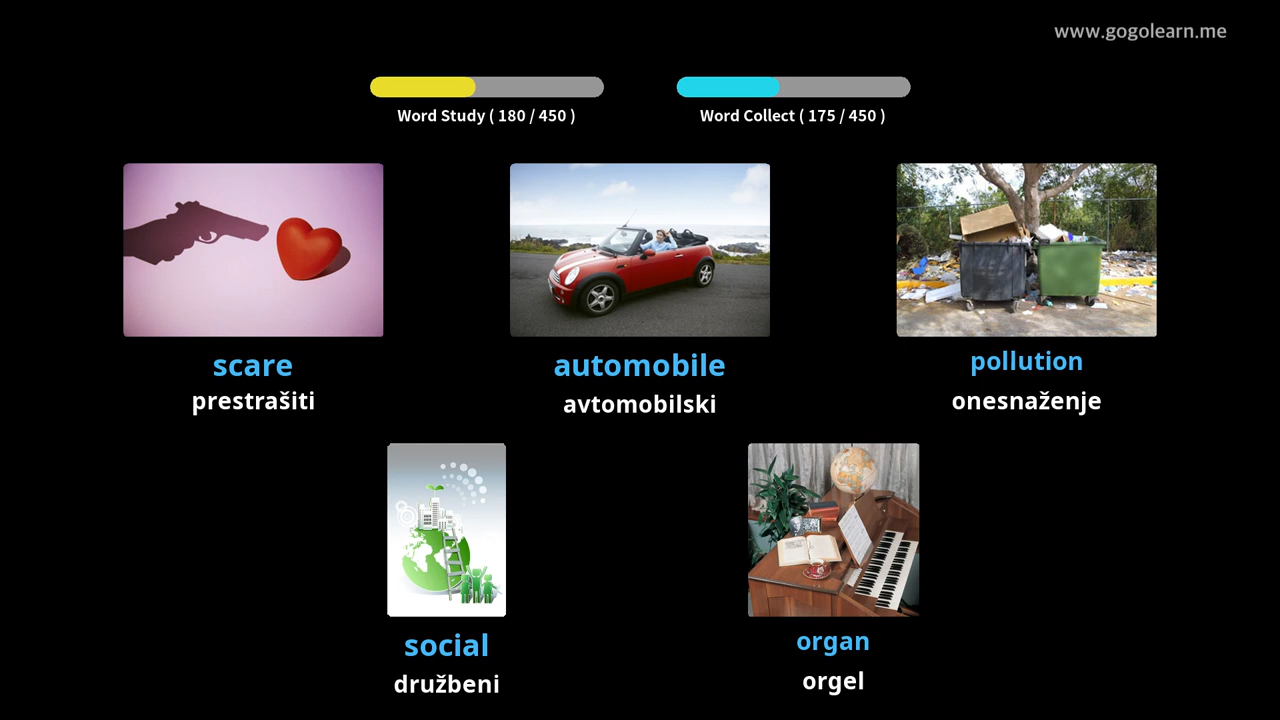 www.gogolearn.me
Word Study ( 180 / 450 )
Word Collect ( 175 / 450 )
scare
prestrašiti
automobile
avtomobilski
pollution
onesnaženje
social
družbeni
organ
orgel